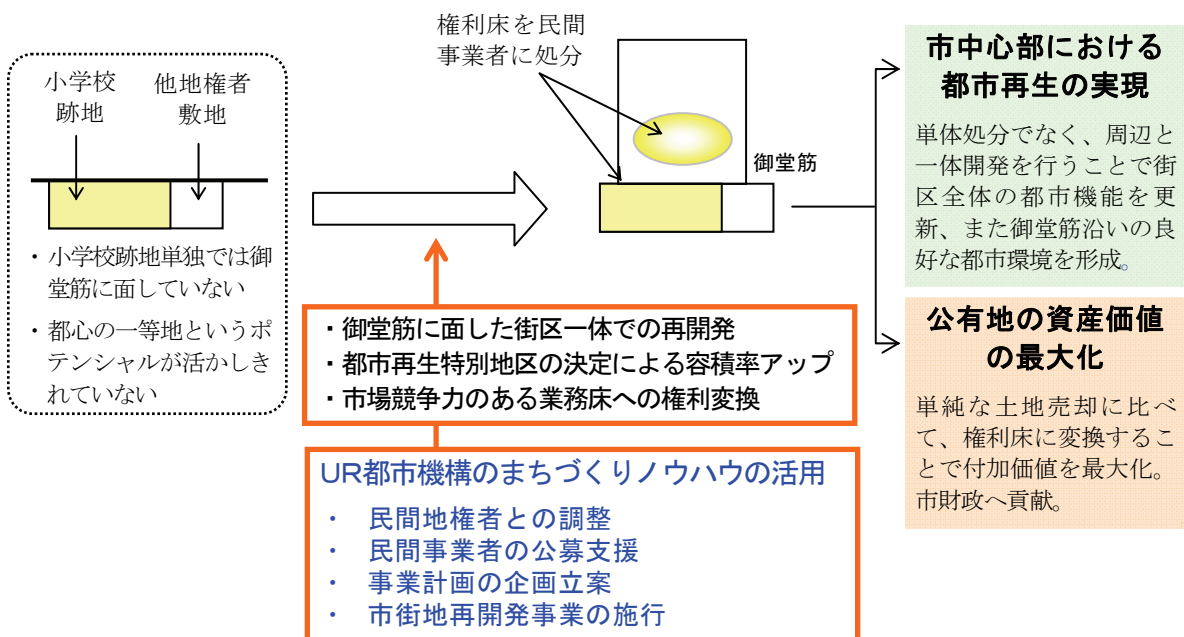 小学校
跡地
他地権者
敷地
・小学校跡地単独では御
堂筋に面していない
・都心の一等地というポ
テンシャルが活かしき
れていない
権利床を民間
事業者に処分
御堂筋
・御堂筋に面した街区一体での再開発
・都市再生特別地区の決定による容積率アップ
・市場競争力のある業務床への権利変換
UR都市機構のまちづくりノウハウの活用
・ 民間地権者との調整
・ 民間事業者の公募支援
・ 事業計画の企画立案
・ 市街地再開発事業の施行
市中心部における
都市再生の実現
単体処分でなく、周辺と
一体開発を行うことで街
区全体の都市機能を更
新、また御堂筋沿いの良
好な都市環境を形成。
公有地の資産価値
の最大化
単純な土地売却に比べ
て、権利床に変換するこ
とで付加価値を最大化。
市財政へ貢献。